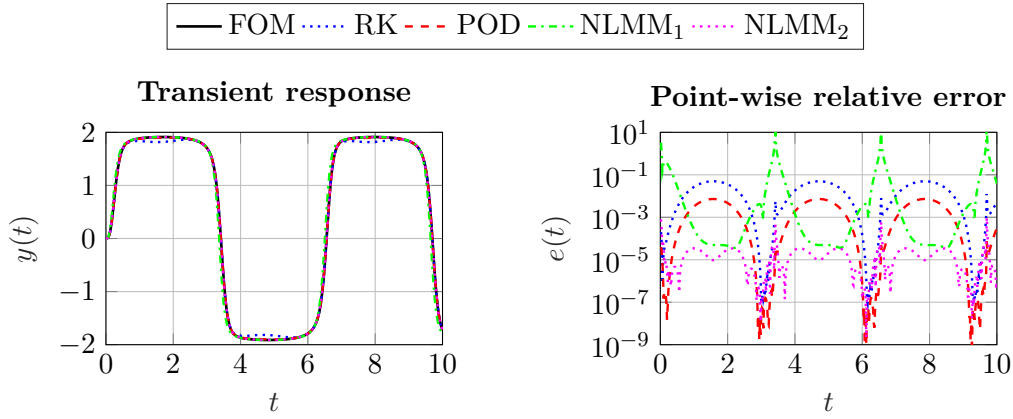 FOM RK POD NLMM₁ NLMM₂
Transient response
2
1
0
−1
−2
0 2 4 6 8 10
y(t)
t
Point-wise relative error
10¹
10⁻¹
10⁻³
10⁻⁵
10⁻⁷
10⁻⁹
0 2 4 6 8 10
e(t)
t